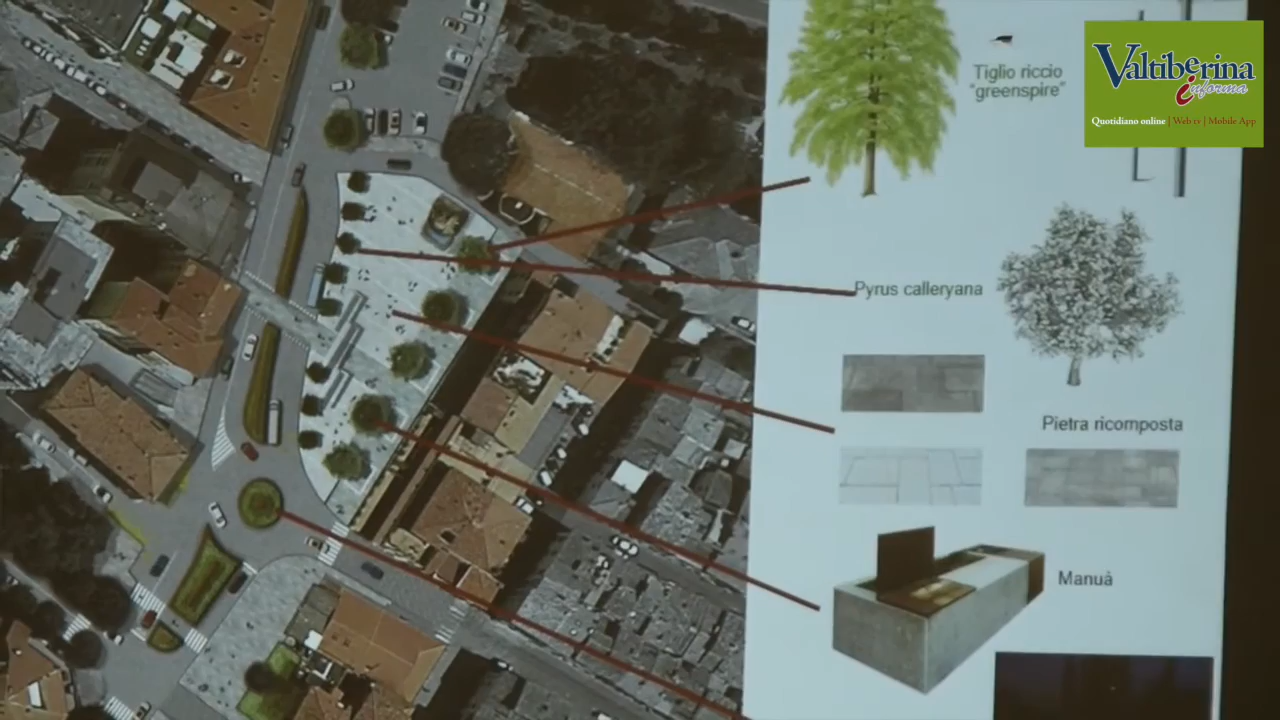 Tiglio riccio
"greenspire"
Valtiberina
informa
Quotidiano online | Web tv | Mobile App
Pyrus calleryana
Pietra ricomposta
Manuà